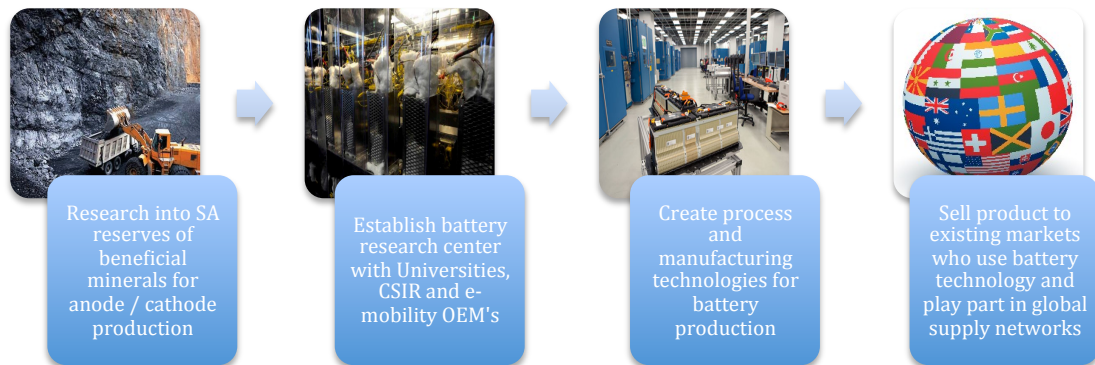 Research into SA
reserves of
beneficial
minerals for
anode / cathode
production
Establish battery
research center
with Universities,
CSIR and e-
mobility OEM's
Create process
and
manufacturing
technologies for
battery
production
Sell product to
existing markets
who use battery
technology and
play part in global
supply networks